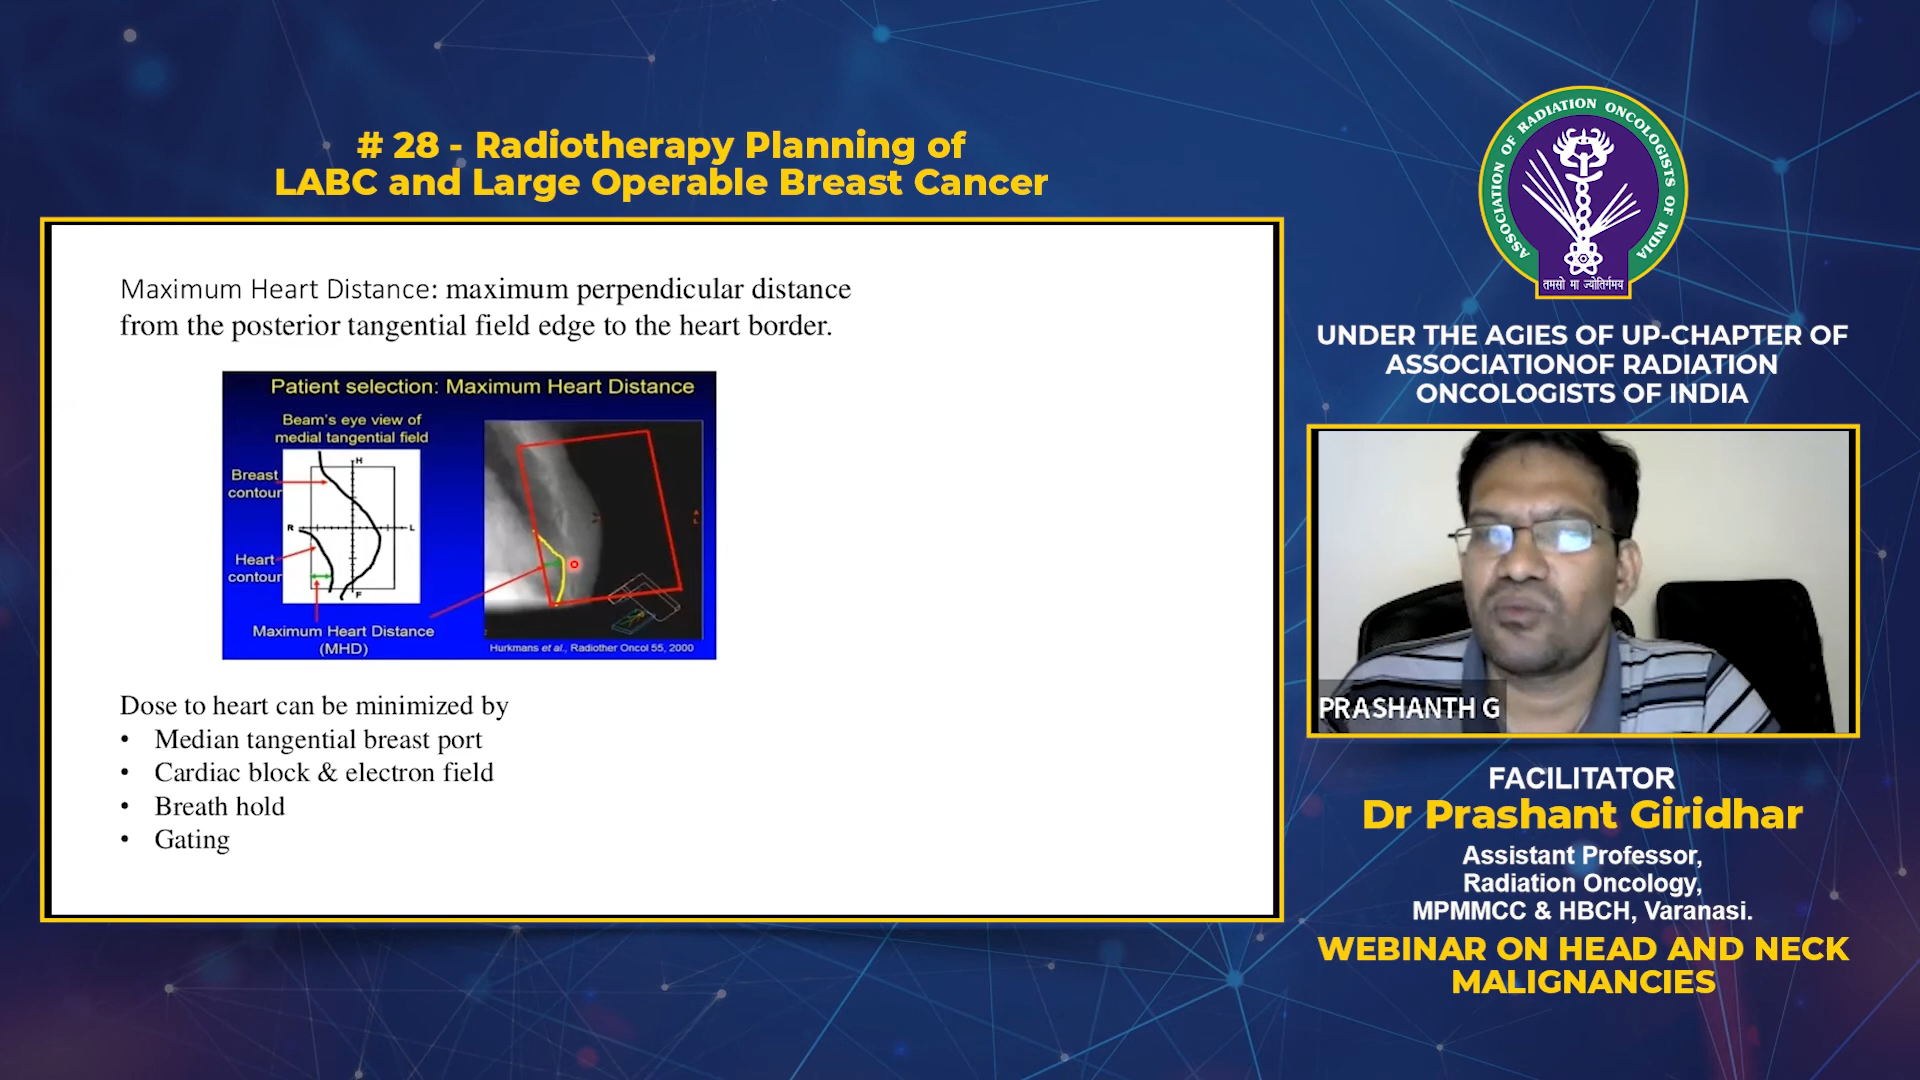 # 28 - Radiotherapy Planning of
LABC and Large Operable Breast Cancer
Maximum Heart Distance: maximum perpendicular distance
from the posterior tangential field edge to the heart border.
Patient selection: Maximum Heart Distance
Beam's eye view of
medial tangential field
Breast
contour
H
R
L
Heart
contour
F
Maximum Heart Distance
(MHD)
Hurkmans et al., Radiother Oncol 55, 2000
Dose to heart can be minimized by
• Median tangential breast port
• Cardiac block & electron field
• Breath hold
• Gating
ASSOCIATION OF RADIATION ONCOLOGISTS OF INDIA
तमसो मा ज्योतिर्गमय
UNDER THE AGIES OF UP-CHAPTER OF
ASSOCIATIONOF RADIATION
ONCOLOGISTS OF INDIA
PRASHANTH G
FACILITATOR
Dr Prashant Giridhar
Assistant Professor,
Radiation Oncology,
MPMMCC & HBCH, Varanasi.
WEBINAR ON HEAD AND NECK
MALIGNANCIES